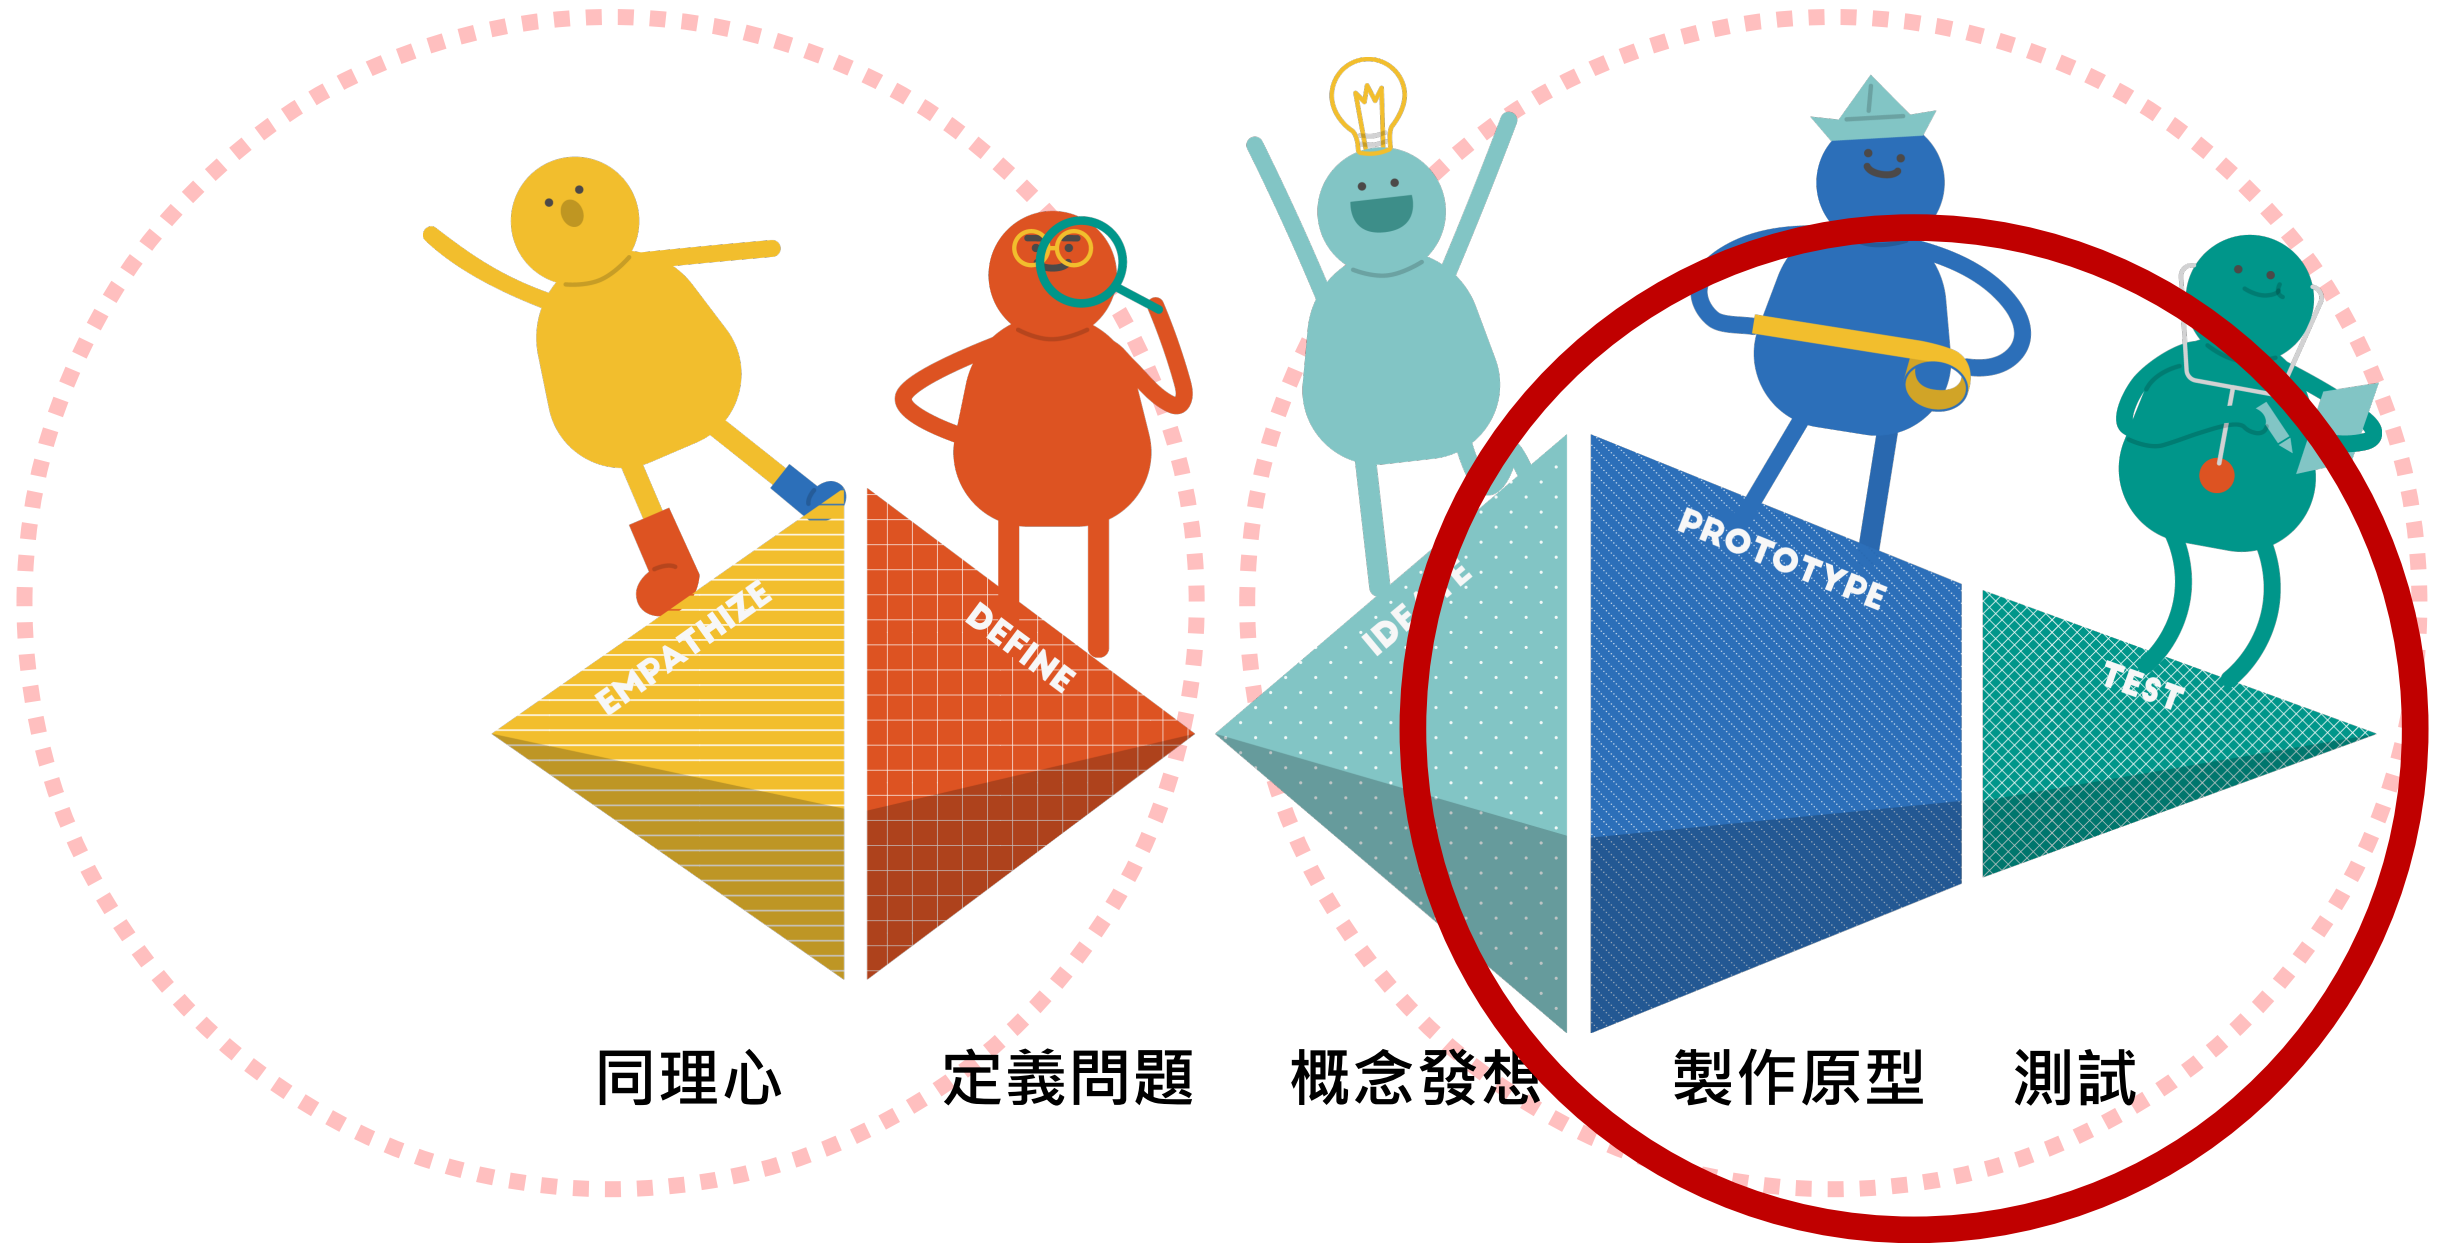 EMPATHIZE
DEFINE
PROTOTYPE
TEST
同理心
定義問題
概念發想
製作原型
測試